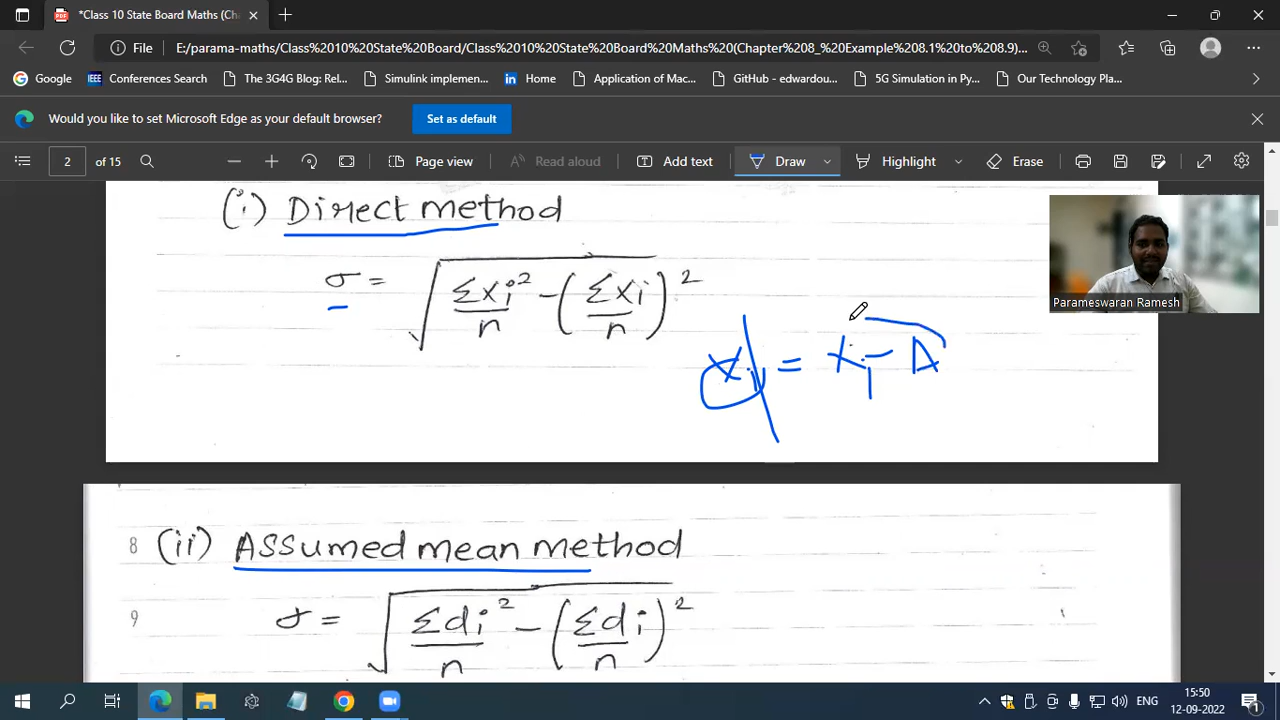 *Class 10 State Board Maths (Cha
File E:/parama-maths/Class%2010%20State%20Board/Class%2010%20State%20Board%20Maths%20(Chapter%208_%20Example%208.1%20to%208.9)...
Google Conferences Search The 3G4G Blog: Rel... Simulink implemen... Home Application of Mac... GitHub - edwardou... 5G Simulation in Py... Our Technology Pla...
Would you like to set Microsoft Edge as your default browser? Set as default
2 of 15 Page view Read aloud Add text Draw Highlight Erase
(i) Direct method
σ = √(Σxi²/n − (Σxi/n)²)
xi = xi − A
Parameswaran Ramesh
8 (ii) Assumed mean method
9 σ = √(Σdi²/n − (Σdi/n)²)
ENG 15:50
12-09-2022